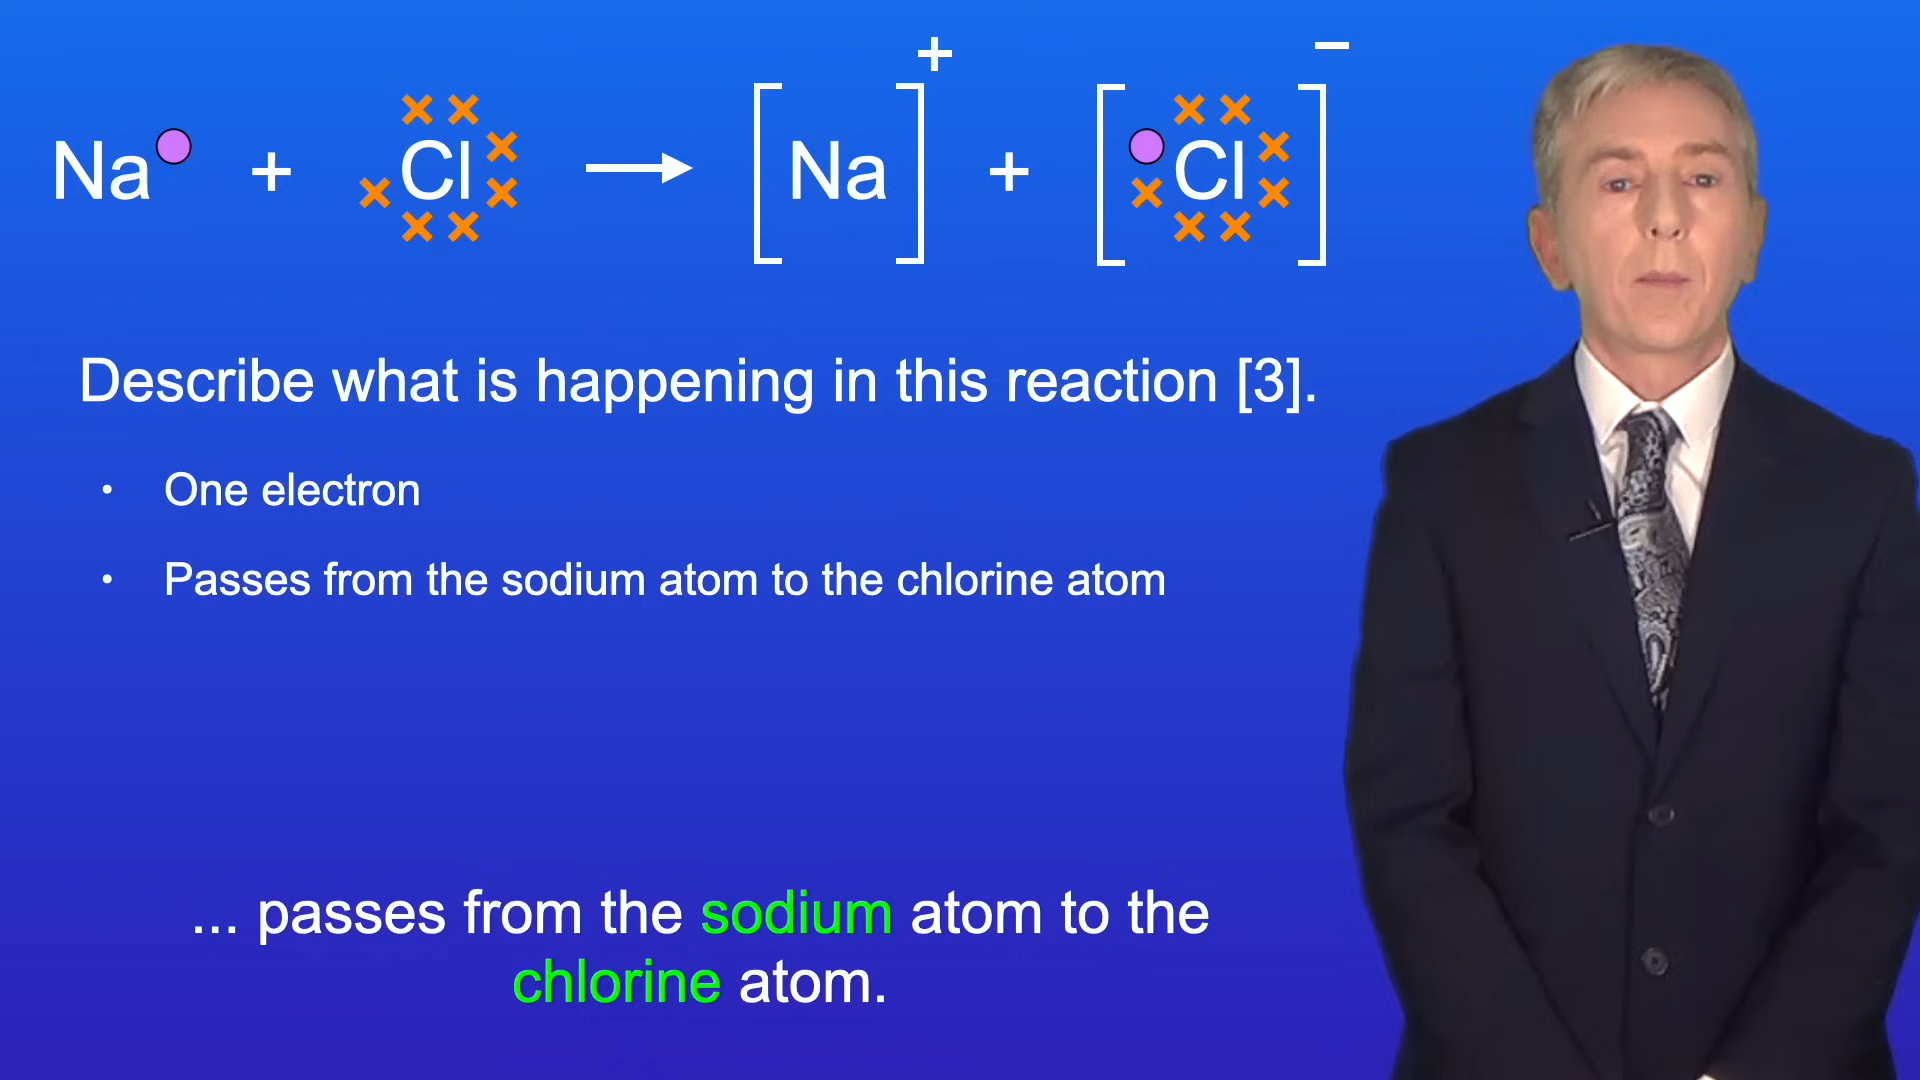 Na + Cl → [Na]+ + [Cl]−
Describe what is happening in this reaction [3].
• One electron
• Passes from the sodium atom to the chlorine atom
... passes from the sodium atom to the
chlorine atom.